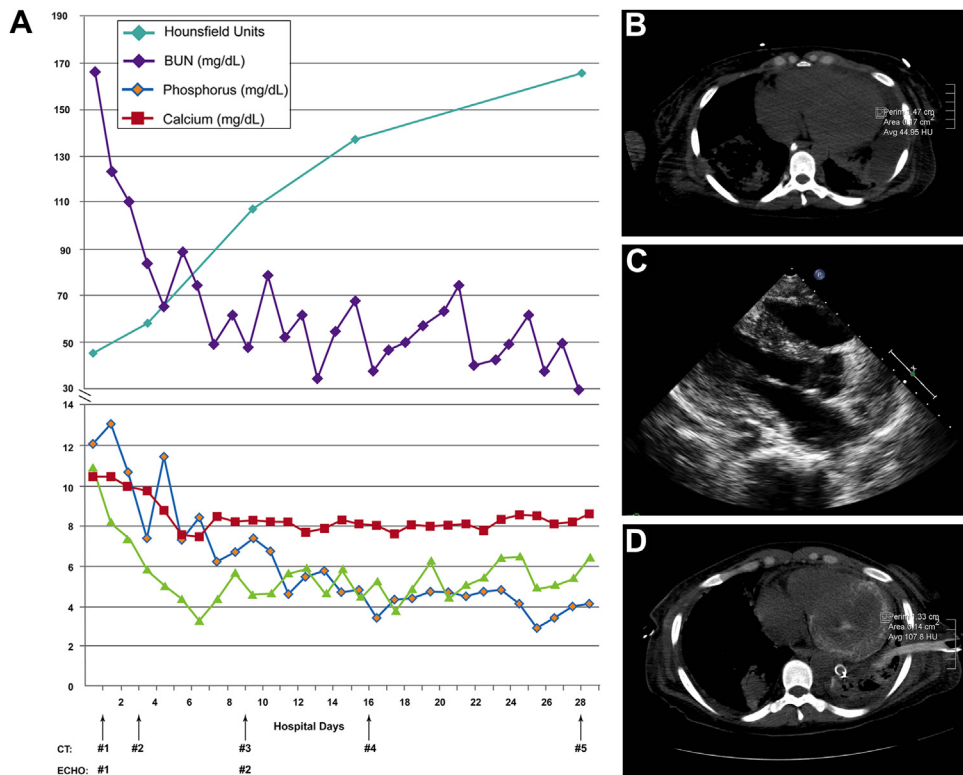 A
190
170
150
130
110
90
70
50
30
14
12
10
8
6
4
2
0
Hounsfield Units
BUN (mg/dL)
Phosphorus (mg/dL)
Calcium (mg/dL)
2 4 6 8 10 12 14 16 18 20 22 24 26 28
Hospital Days
CT: #1 #2 #3 #4 #5
ECHO: #1 #2
B
Avg 44.95 HU
C
D
Avg 107.8 HU